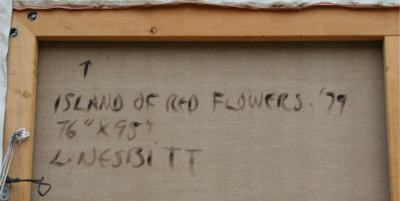 ISLAND OF RED FLOWERS. '79
76" X 95"
L. NESBITT